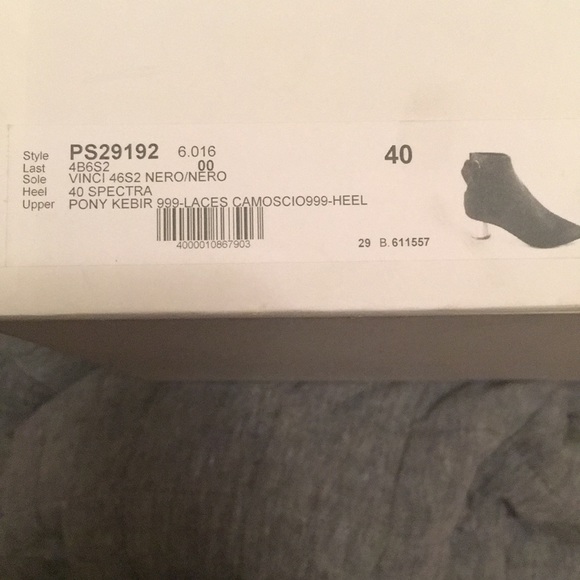 Style PS29192 6.016 40
Last 4B6S2 00
Sole VINCI 46S2 NERO/NERO
Heel 40 SPECTRA
Upper PONY KEBIR 999-LACES CAMOSCIO999-HEEL
4000010867903
29 B. 611557